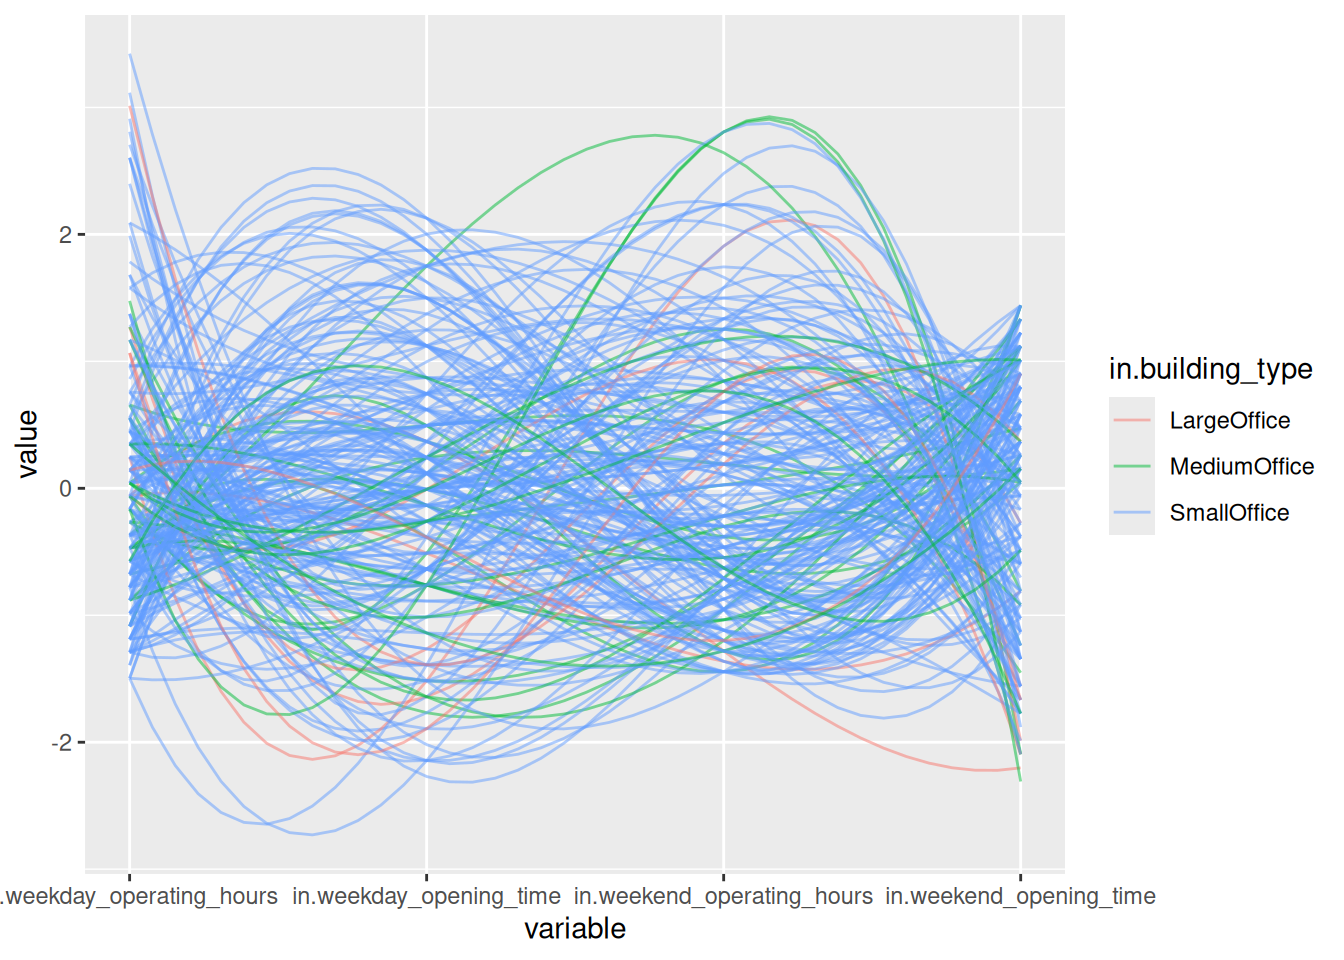 2
0
-2
value
.weekday_operating_hours in.weekday_opening_time in.weekend_operating_hours in.weekend_opening_time
variable
in.building_type
LargeOffice
MediumOffice
SmallOffice